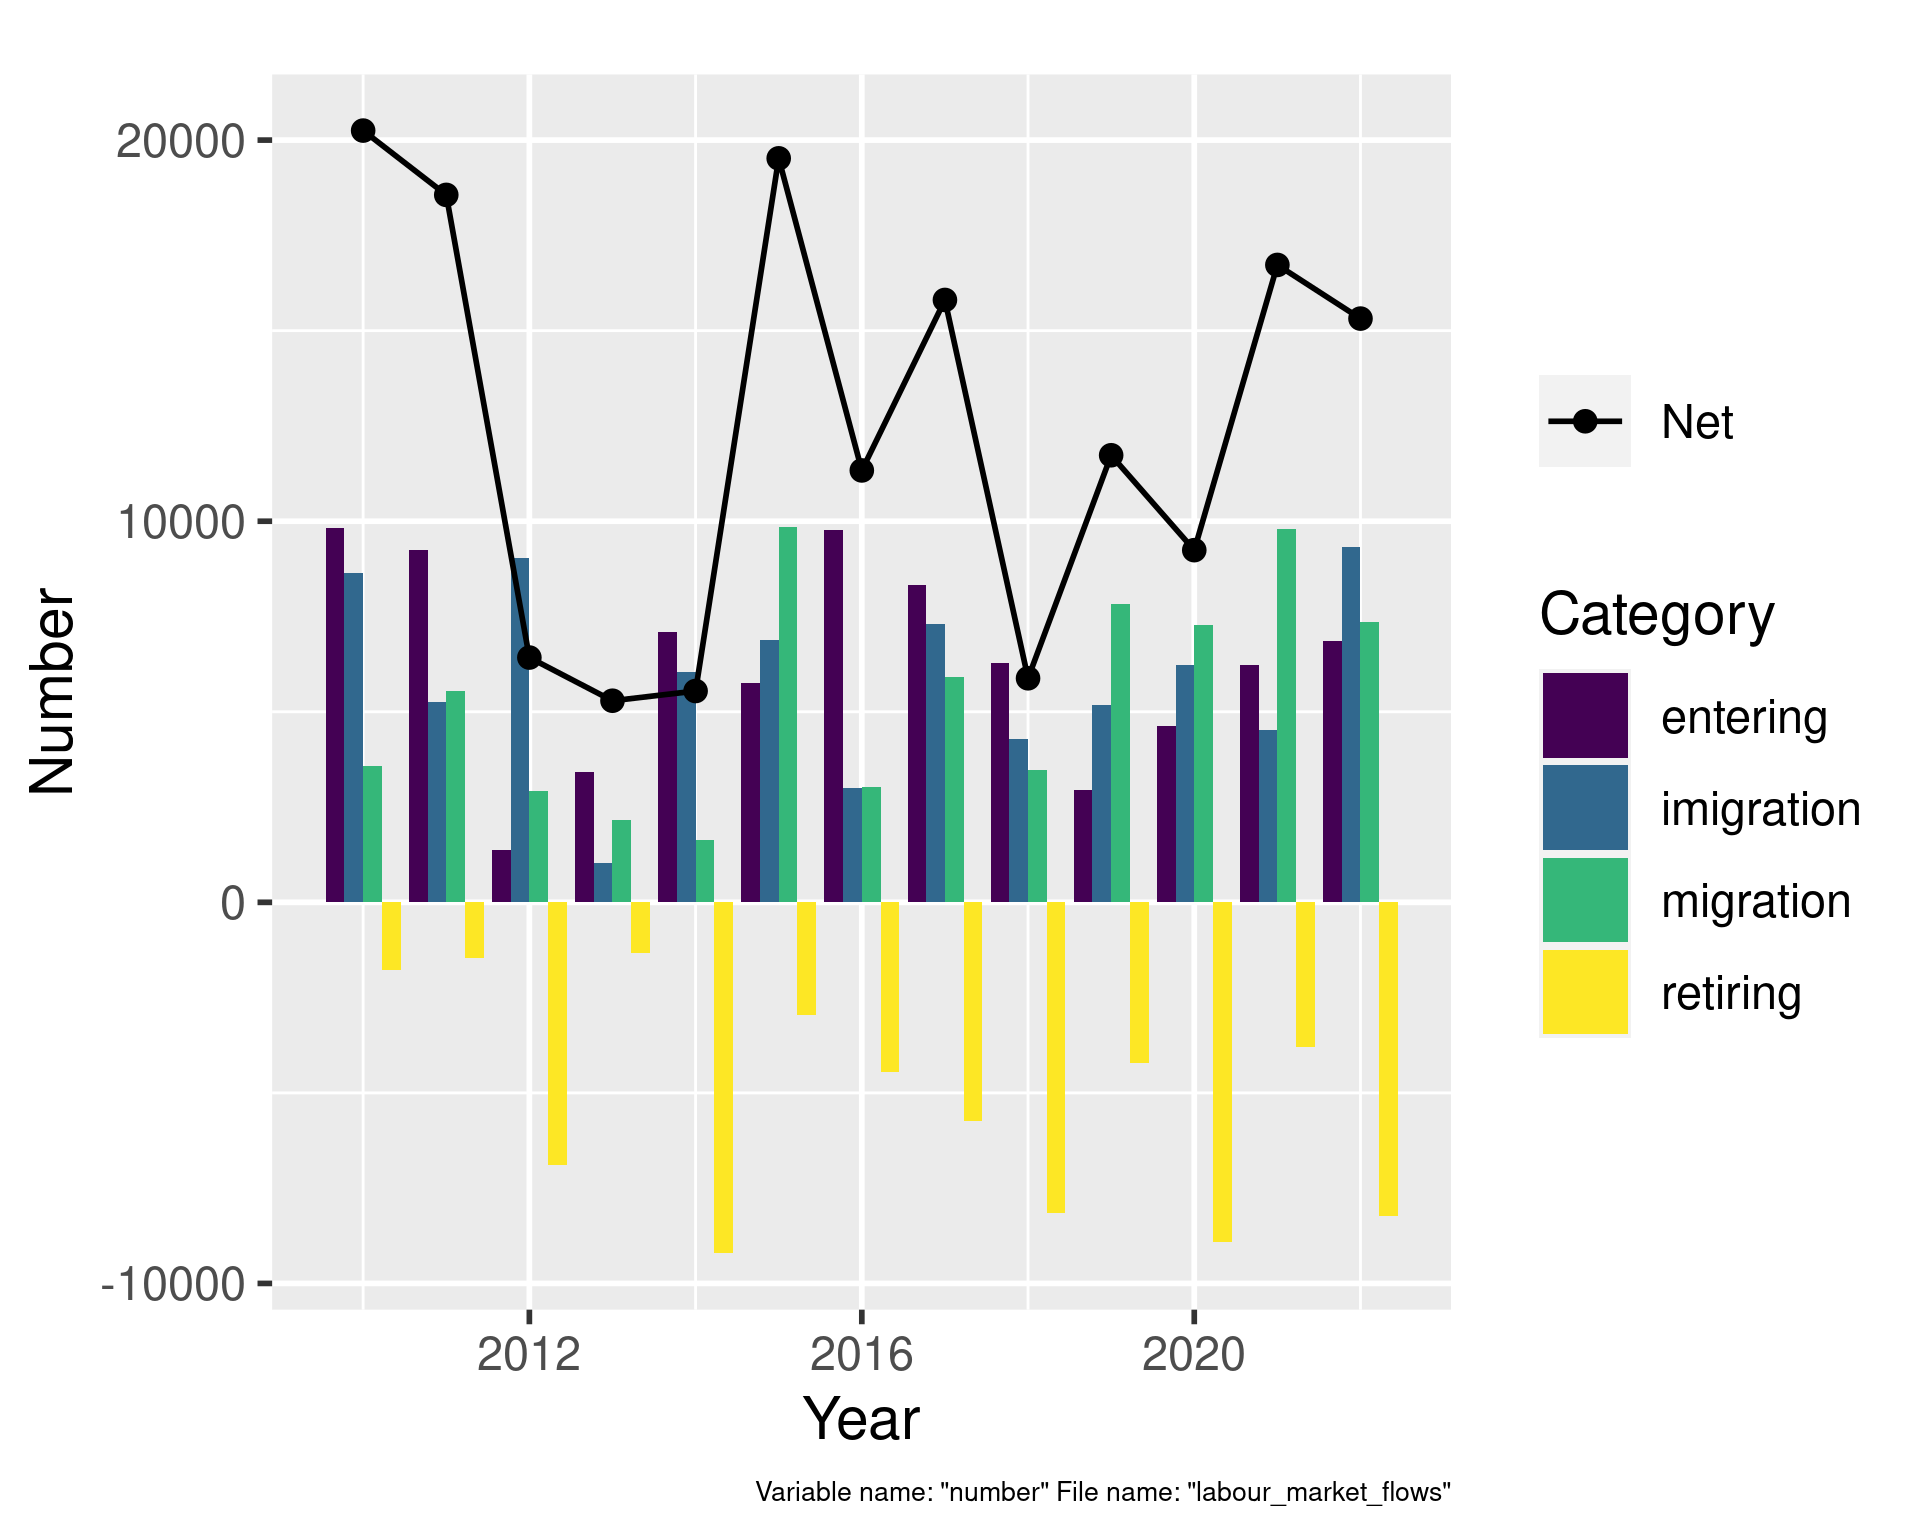 20000
10000
0
-10000
Number
2012 2016 2020
Year
Net
Category
entering
imigration
migration
retiring
Variable name: "number" File name: "labour_market_flows"